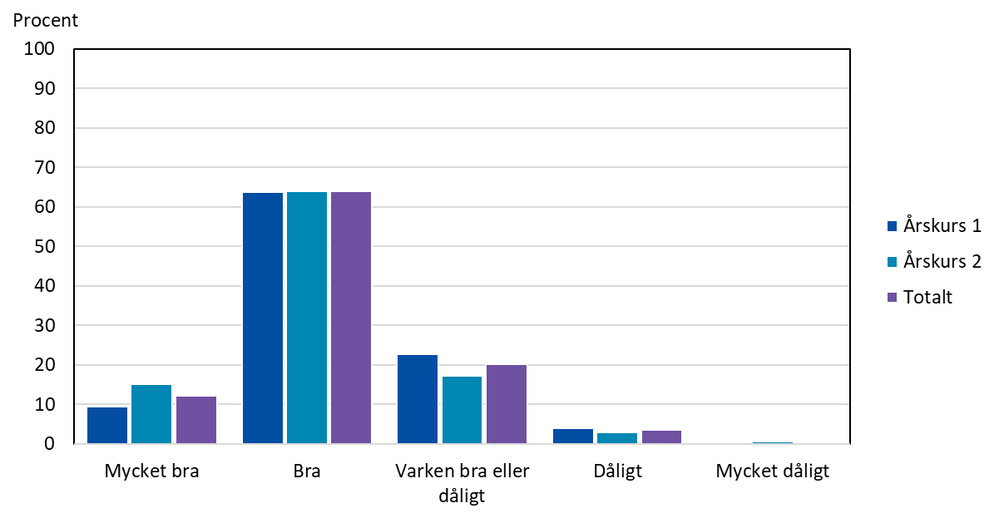 Procent
100
90
80
70
60
50
40
30
20
10
0
Mycket bra
Bra
Varken bra eller
dåligt
Dåligt
Mycket dåligt
Årskurs 1
Årskurs 2
Totalt